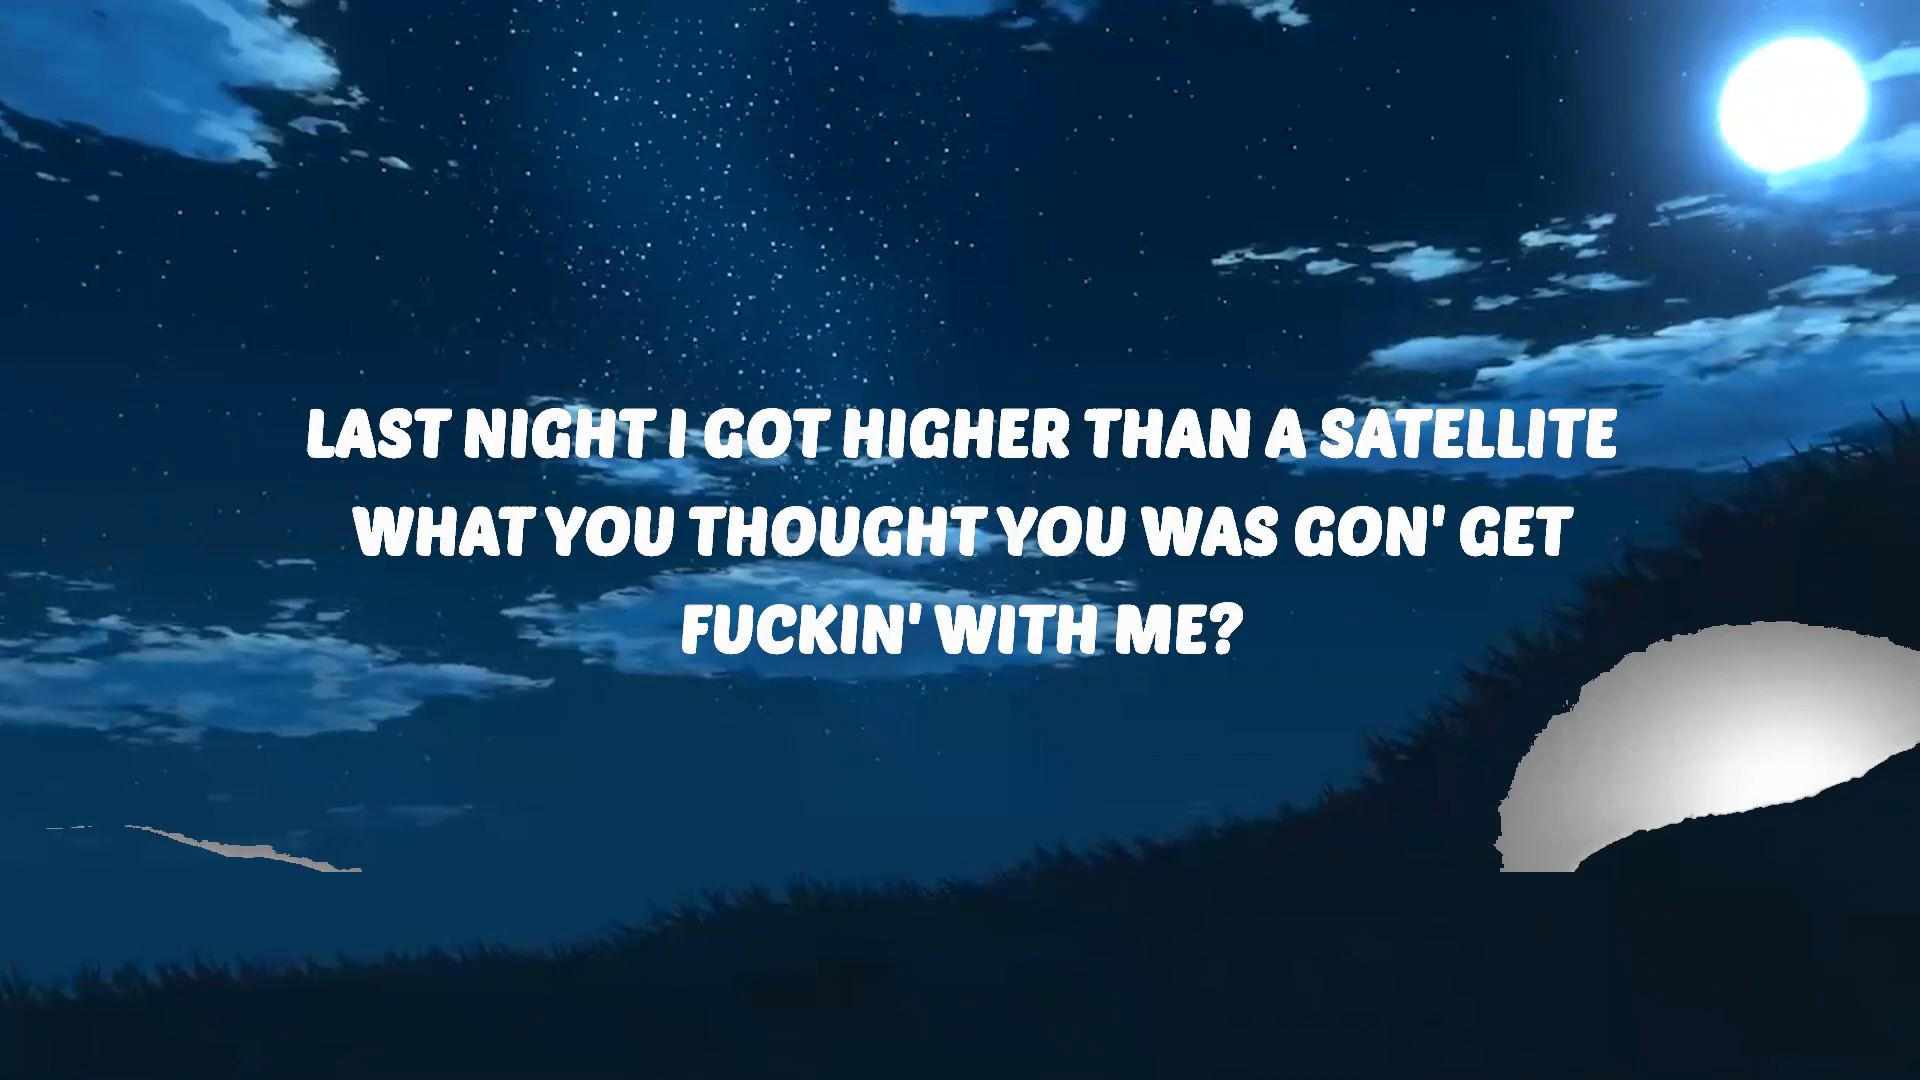 LAST NIGHT I GOT HIGHER THAN A SATELLITE
WHAT YOU THOUGHT YOU WAS GON' GET
FUCKIN' WITH ME?